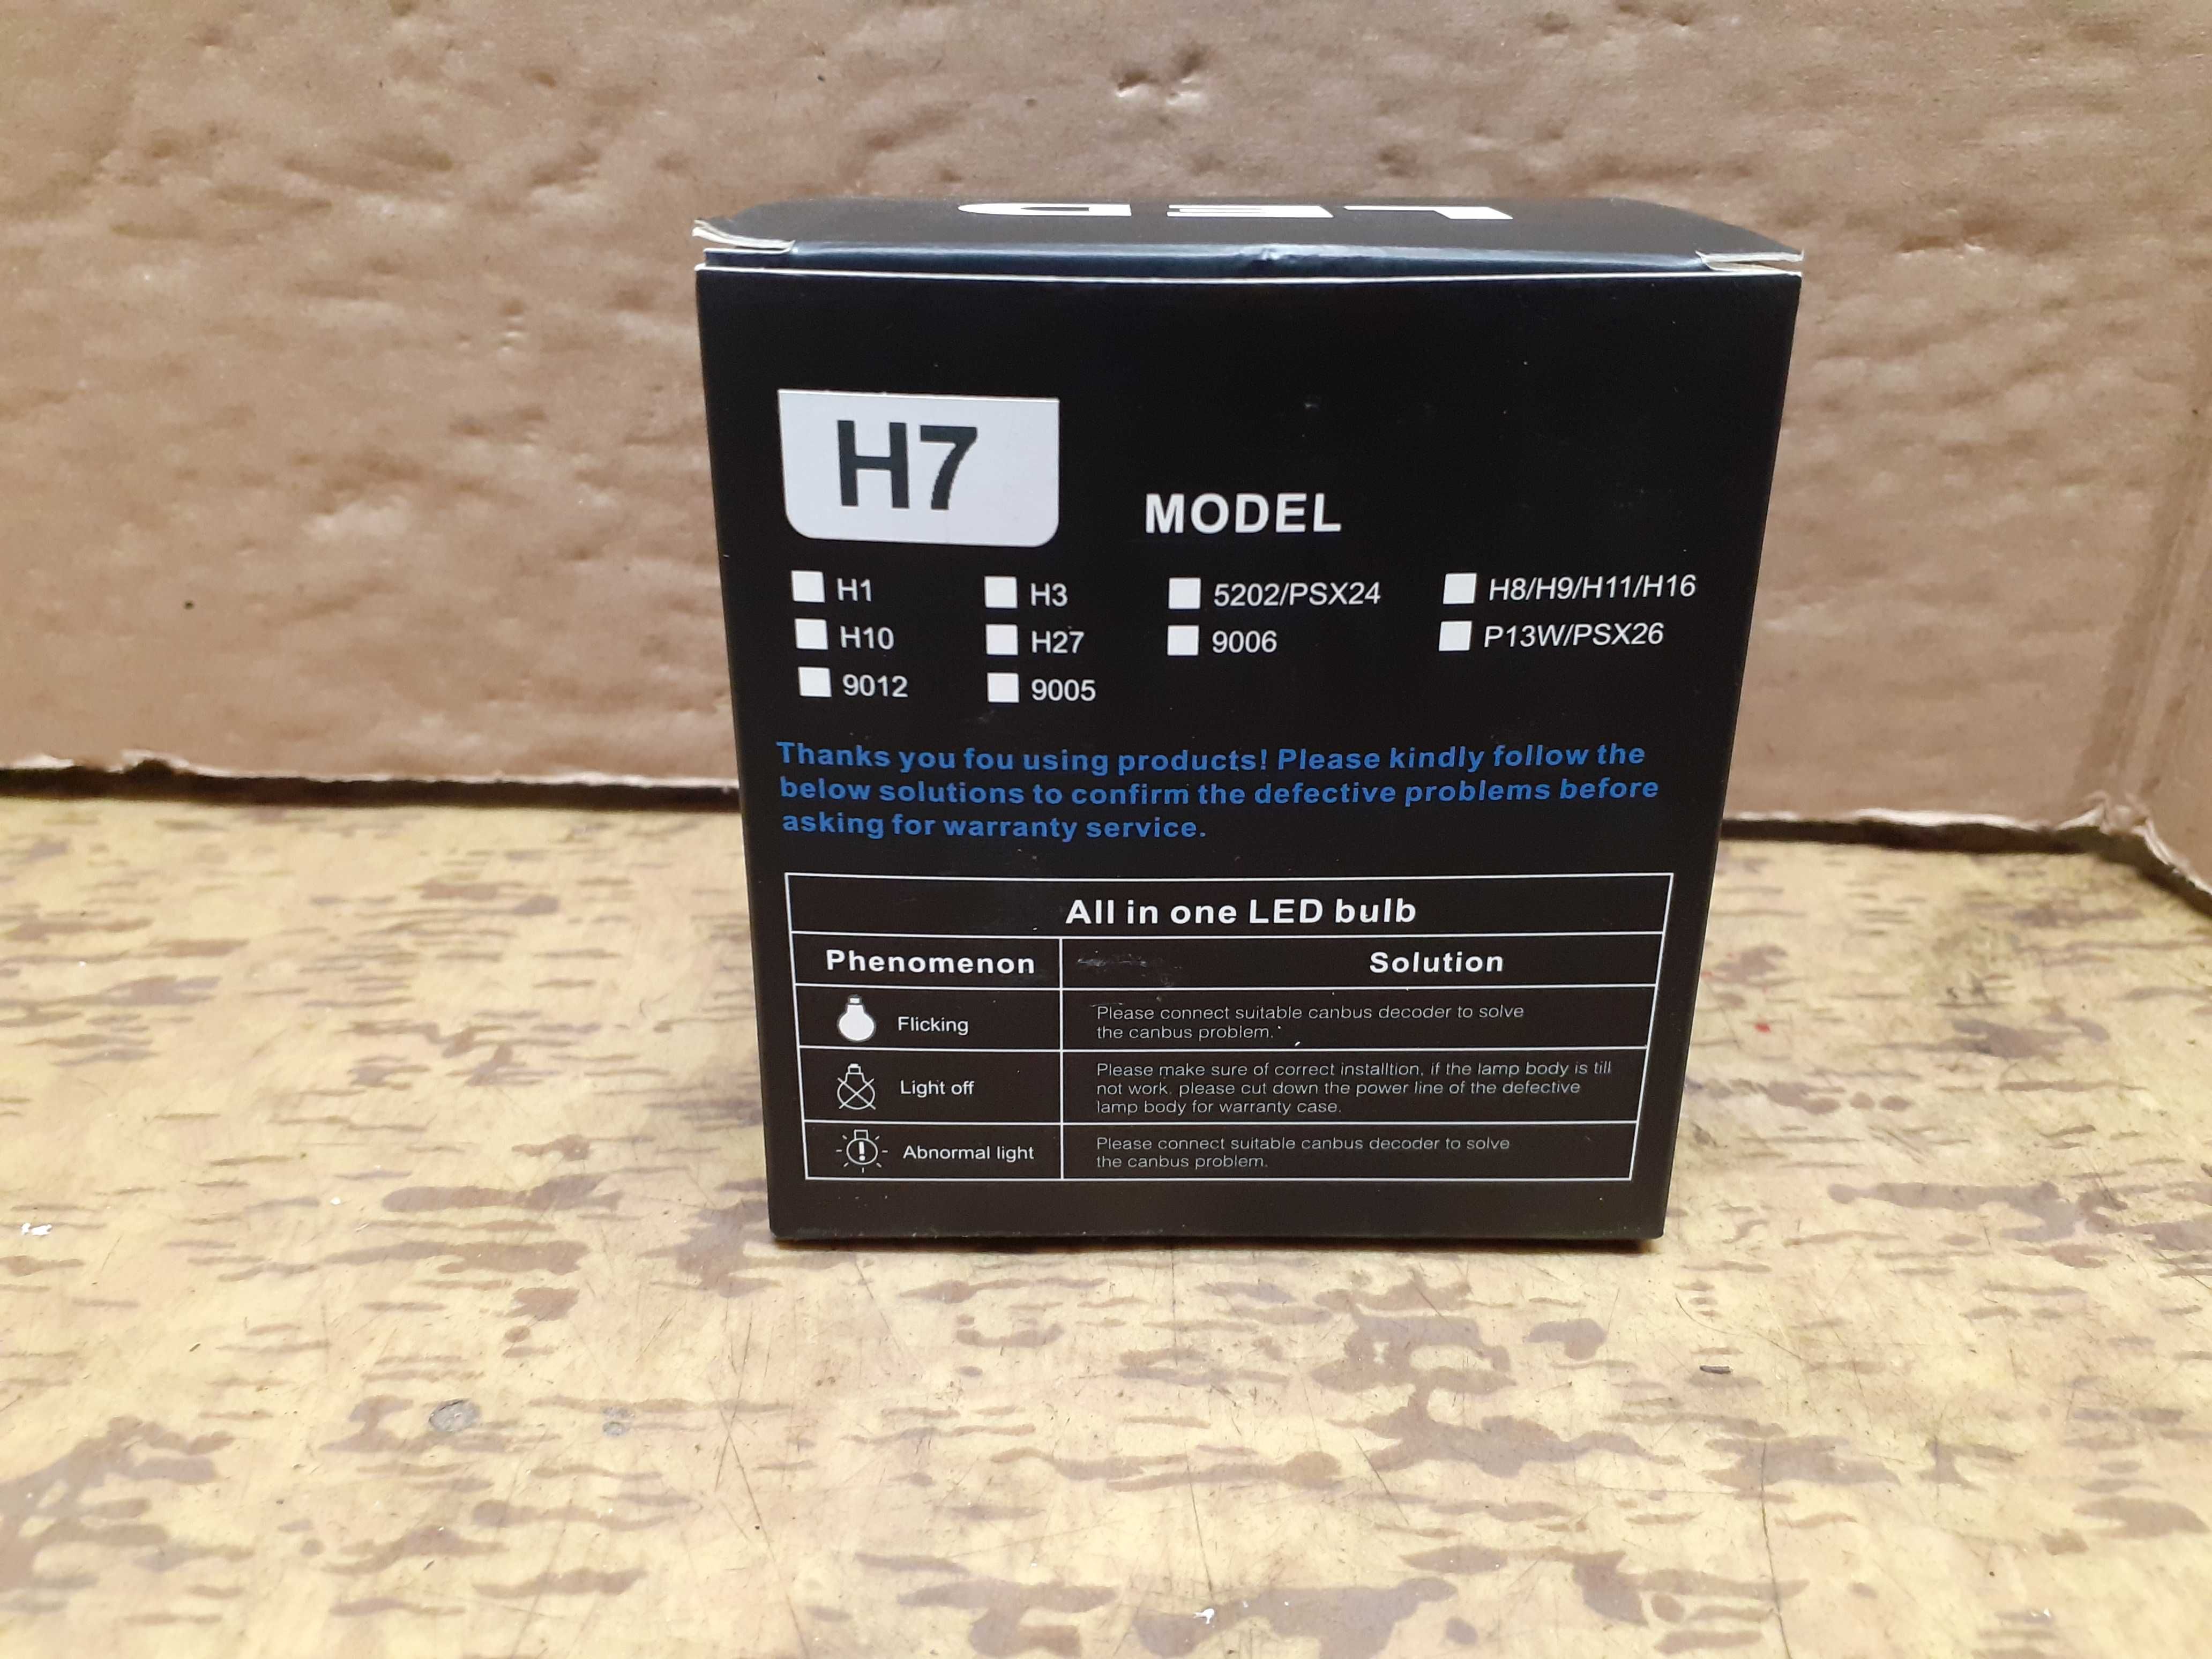 LED
H7
MODEL
H1 H3 5202/PSX24 H8/H9/H11/H16
H10 H27 9006 P13W/PSX26
9012 9005
Thanks you fou using products! Please kindly follow the
below solutions to confirm the defective problems before
asking for warranty service.
All in one LED bulb
Phenomenon Solution
Flicking
Please connect suitable canbus decoder to solve
the canbus problem.
Light off
Please make sure of correct installtion, if the lamp body is till
not work, please cut down the power line of the defective
lamp body for warranty case.
Abnormal light
Please connect suitable canbus decoder to solve
the canbus problem.